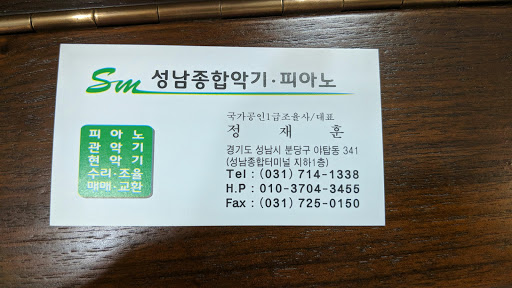 Sm 성남종합악기·피아노
피아노
관악기
현악기
수리·조율
매매·교환
국가공인1급조율사/대표
정 재 훈
경기도 성남시 분당구 야탑동 341
(성남종합터미널 지하1층)
Tel : (031) 714-1338
H.P : 010-3704-3455
Fax : (031) 725-0150